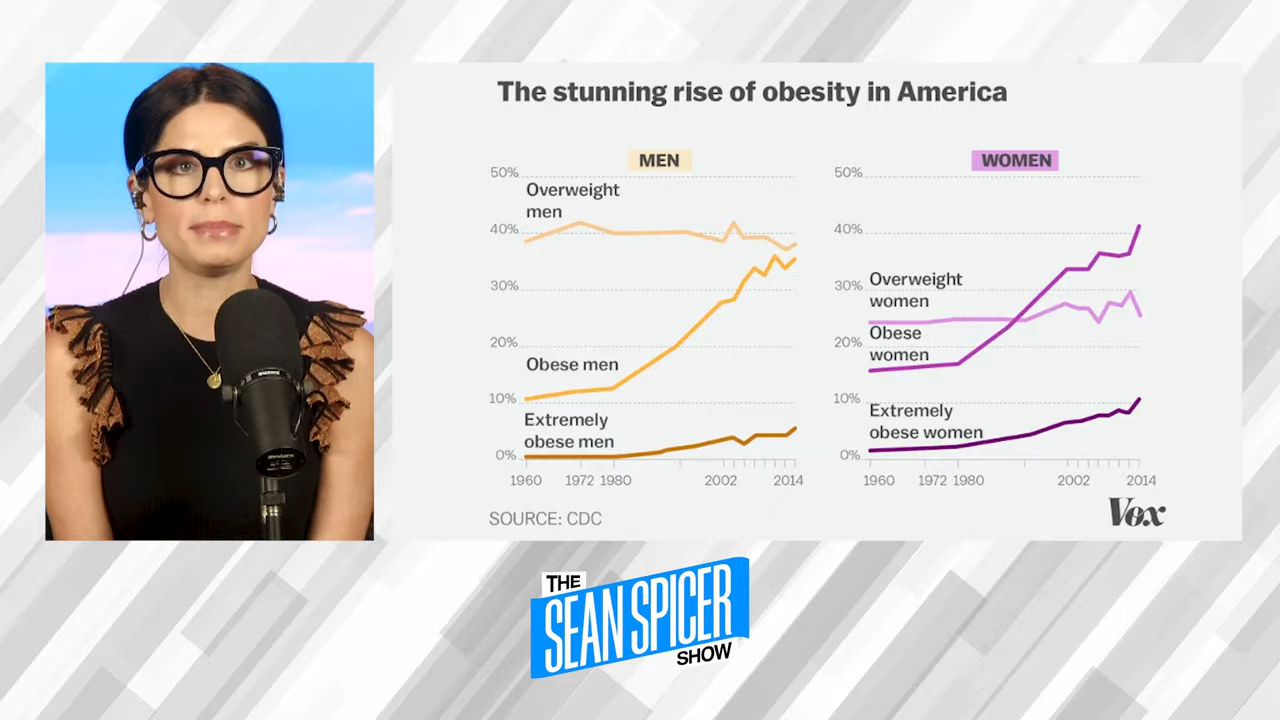 The stunning rise of obesity in America
MEN
50%
Overweight
men
40%
30%
20%
Obese men
10%
Extremely
obese men
0%
1960 1972 1980 2002 2014
WOMEN
50%
40%
Overweight
women
30%
Obese
women
20%
10%
Extremely
obese women
0%
1960 1972 1980 2002 2014
SOURCE: CDC
Vox
THE
SEAN SPICER
SHOW